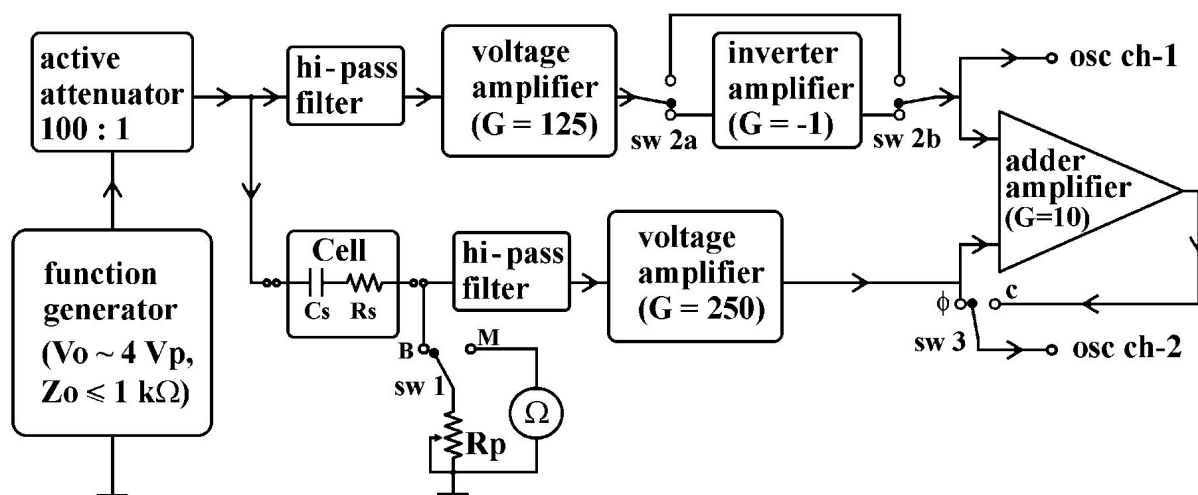 active
attenuator
100 : 1
hi-pass
filter
voltage
amplifier
(G = 125)
sw 2a
inverter
amplifier
(G = -1)
sw 2b
osc ch-1
adder
amplifier
(G=10)
function
generator
(Vo ~ 4 Vp,
Zo ⩽ 1 kΩ)
Cell
Cs Rs
hi-pass
filter
voltage
amplifier
(G = 250)
B
M
sw 1
Rp
Ω
ϕ
c
sw 3
osc ch-2